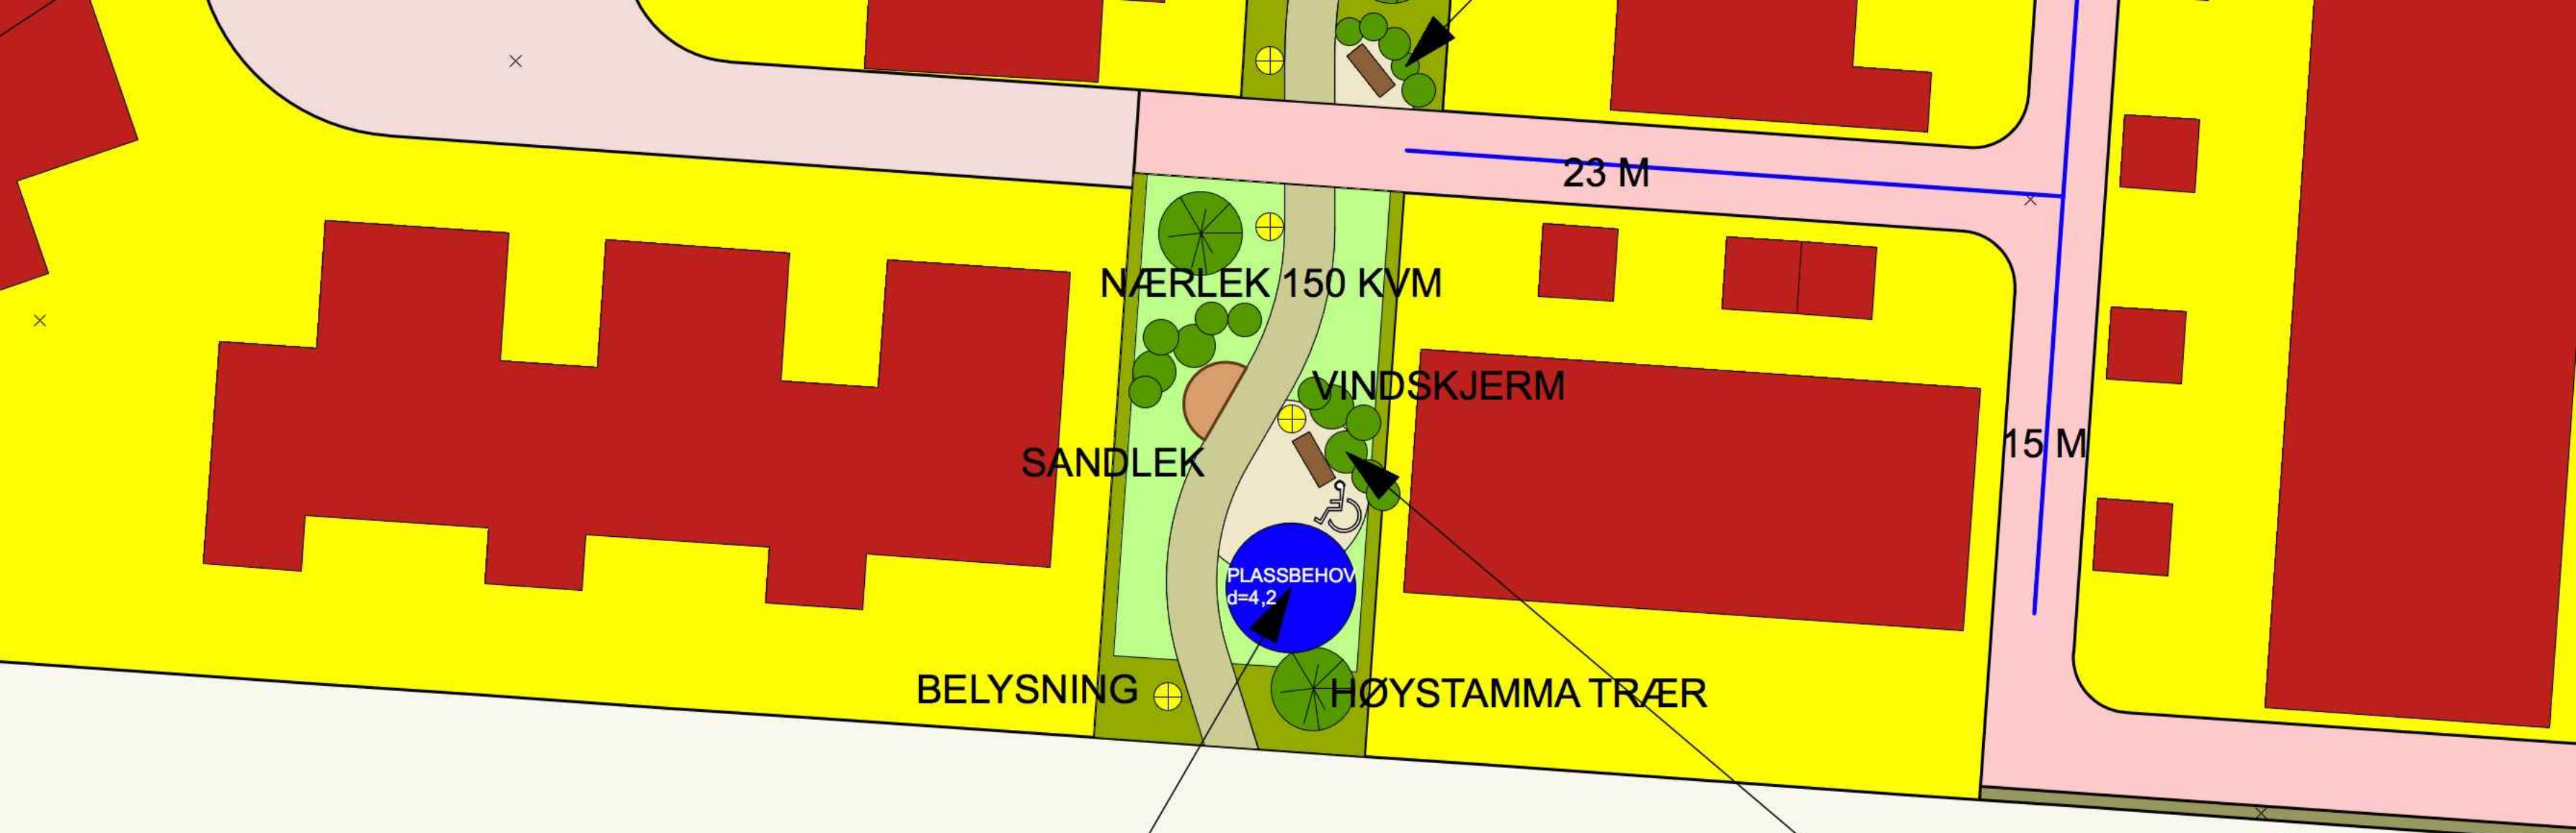 23 M
NÆRLEK 150 KVM
VINDSKJERM
SANDLEK
15 M
PLASSBEHOV
d=4,2
BELYSNING
HØYSTAMMA TRÆR